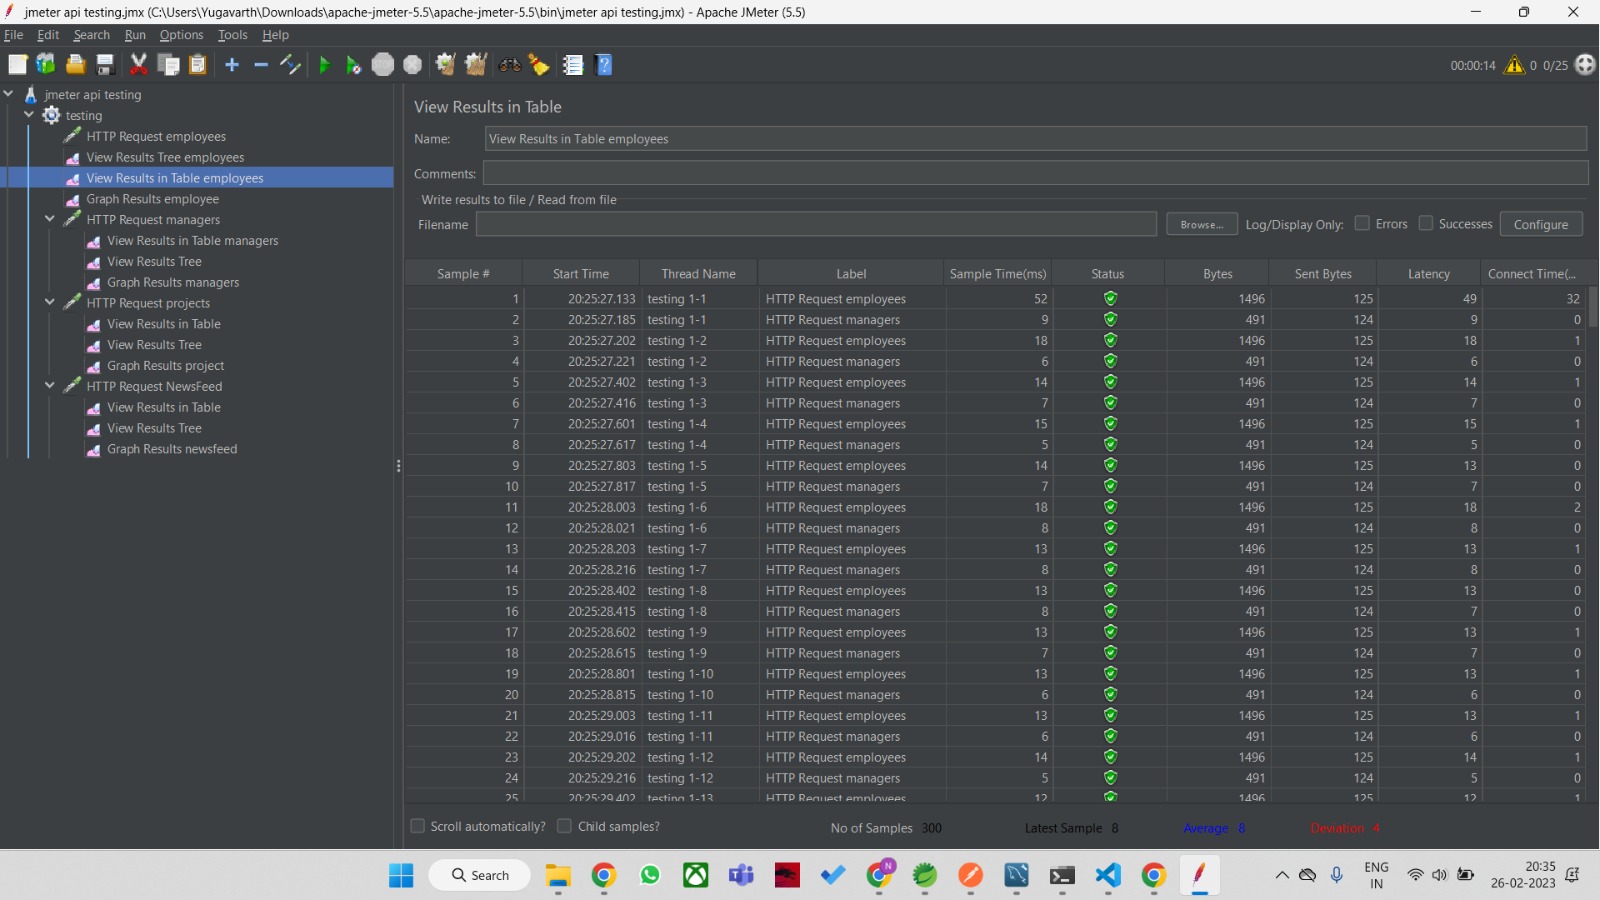 jmeter api testing.jmx (C:\Users\Yugavarth\Downloads\apache-jmeter-5.5\apache-jmeter-5.5\bin\jmeter api testing.jmx) - Apache JMeter (5.5)
File Edit Search Run Options Tools Help
00:00:14 0 0/25
jmeter api testing
testing
HTTP Request employees
View Results Tree employees
View Results in Table employees
Graph Results employee
HTTP Request managers
View Results in Table managers
View Results Tree
Graph Results managers
HTTP Request projects
View Results in Table
View Results Tree
Graph Results project
HTTP Request NewsFeed
View Results in Table
View Results Tree
Graph Results newsfeed
View Results in Table
Name: View Results in Table employees
Comments:
Write results to file / Read from file
Filename Browse... Log/Display Only: Errors Successes Configure
Sample # Start Time Thread Name Label Sample Time(ms) Status Bytes Sent Bytes Latency Connect Time(...
1 20:25:27.133 testing 1-1 HTTP Request employees 52 1496 125 49 32
2 20:25:27.185 testing 1-1 HTTP Request managers 9 491 124 9 0
3 20:25:27.202 testing 1-2 HTTP Request employees 18 1496 125 18 1
4 20:25:27.221 testing 1-2 HTTP Request managers 6 491 124 6 0
5 20:25:27.402 testing 1-3 HTTP Request employees 14 1496 125 14 1
6 20:25:27.416 testing 1-3 HTTP Request managers 7 491 124 7 0
7 20:25:27.601 testing 1-4 HTTP Request employees 15 1496 125 15 1
8 20:25:27.617 testing 1-4 HTTP Request managers 5 491 124 5 0
9 20:25:27.803 testing 1-5 HTTP Request employees 14 1496 125 13 0
10 20:25:27.817 testing 1-5 HTTP Request managers 7 491 124 7 0
11 20:25:28.003 testing 1-6 HTTP Request employees 18 1496 125 18 2
12 20:25:28.021 testing 1-6 HTTP Request managers 8 491 124 8 0
13 20:25:28.203 testing 1-7 HTTP Request employees 13 1496 125 13 1
14 20:25:28.216 testing 1-7 HTTP Request managers 8 491 124 8 0
15 20:25:28.402 testing 1-8 HTTP Request employees 13 1496 125 13 0
16 20:25:28.415 testing 1-8 HTTP Request managers 8 491 124 7 0
17 20:25:28.602 testing 1-9 HTTP Request employees 13 1496 125 13 1
18 20:25:28.615 testing 1-9 HTTP Request managers 7 491 124 7 0
19 20:25:28.801 testing 1-10 HTTP Request employees 13 1496 125 13 1
20 20:25:28.815 testing 1-10 HTTP Request managers 6 491 124 6 0
21 20:25:29.003 testing 1-11 HTTP Request employees 13 1496 125 13 1
22 20:25:29.016 testing 1-11 HTTP Request managers 6 491 124 6 0
23 20:25:29.202 testing 1-12 HTTP Request employees 14 1496 125 14 1
24 20:25:29.216 testing 1-12 HTTP Request managers 5 491 124 5 0
25 20:25:29.402 testing 1-13 HTTP Request employees 12 1496 125 12 1
Scroll automatically? Child samples? No of Samples 300 Latest Sample 8 Average 8 Deviation 4
Search
ENG
IN
20:35
26-02-2023